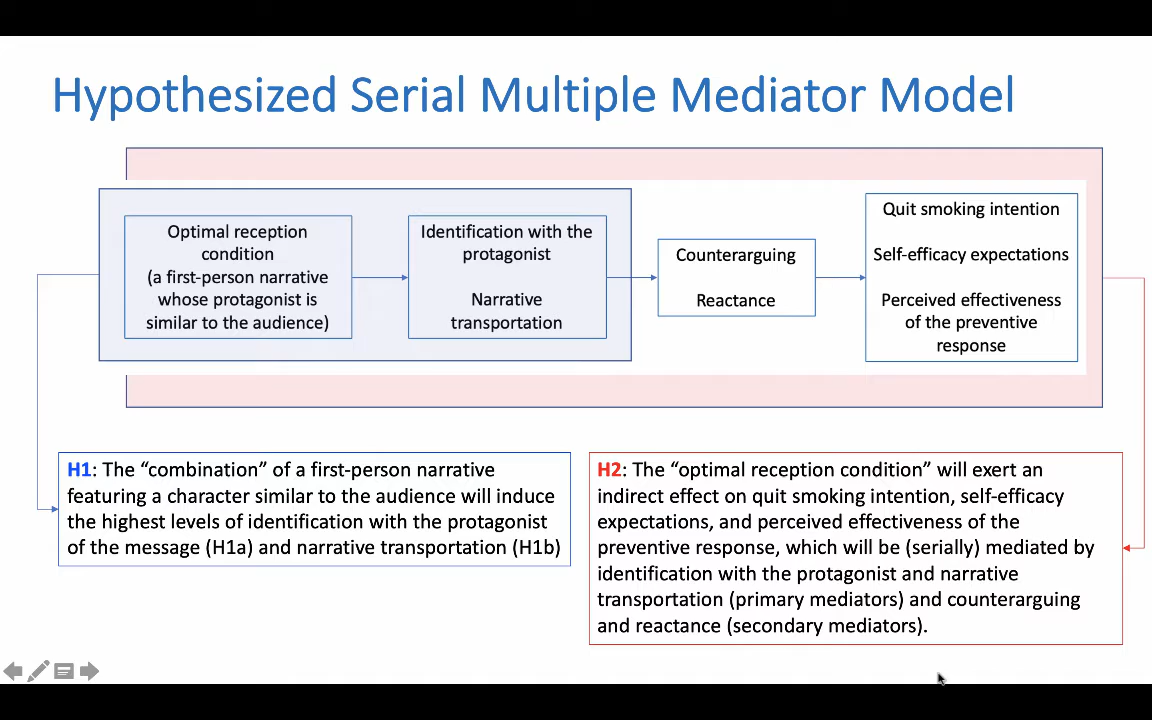 Hypothesized Serial Multiple Mediator Model
Optimal reception
condition
(a first-person narrative
whose protagonist is
similar to the audience)
Identification with the
protagonist
Narrative
transportation
Counterarguing
Reactance
Quit smoking intention
Self-efficacy expectations
Perceived effectiveness
of the preventive
response
H1: The “combination” of a first-person narrative
featuring a character similar to the audience will induce
the highest levels of identification with the protagonist
of the message (H1a) and narrative transportation (H1b)
H2: The “optimal reception condition” will exert an
indirect effect on quit smoking intention, self-efficacy
expectations, and perceived effectiveness of the
preventive response, which will be (serially) mediated by
identification with the protagonist and narrative
transportation (primary mediators) and counterarguing
and reactance (secondary mediators).